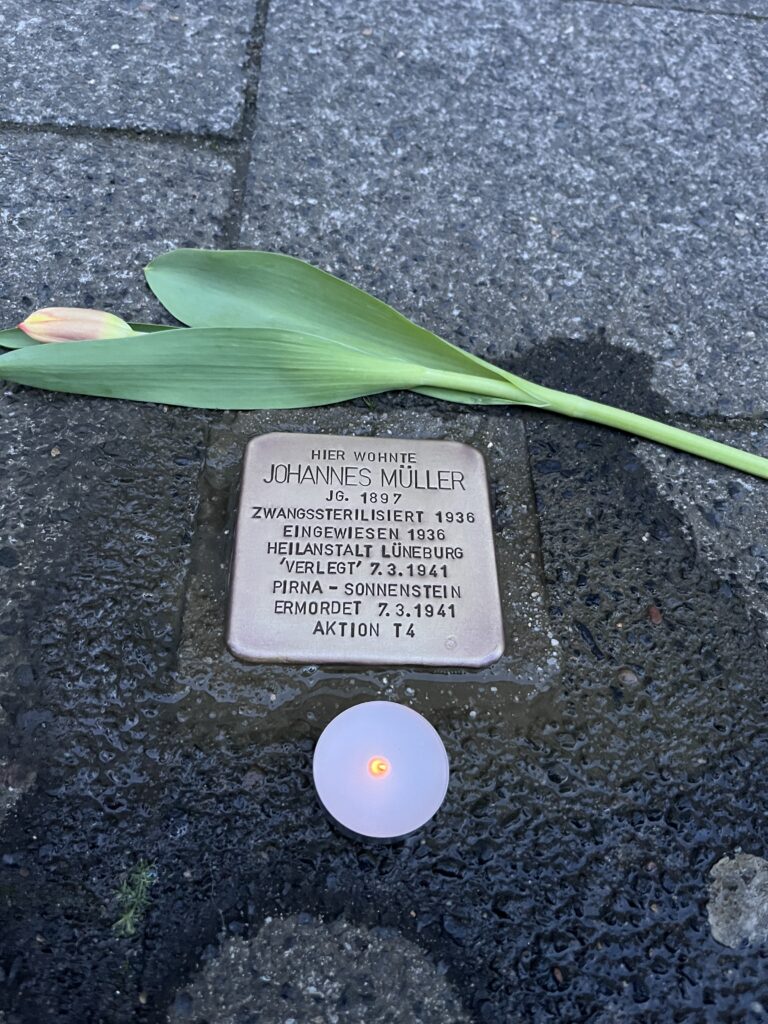 HIER WOHNTE
JOHANNES MÜLLER
JG. 1897
ZWANGSSTERILISIERT 1936
EINGEWIESEN 1936
HEILANSTALT LÜNEBURG
'VERLEGT' 7.3.1941
PIRNA - SONNENSTEIN
ERMORDET 7.3.1941
AKTION T4